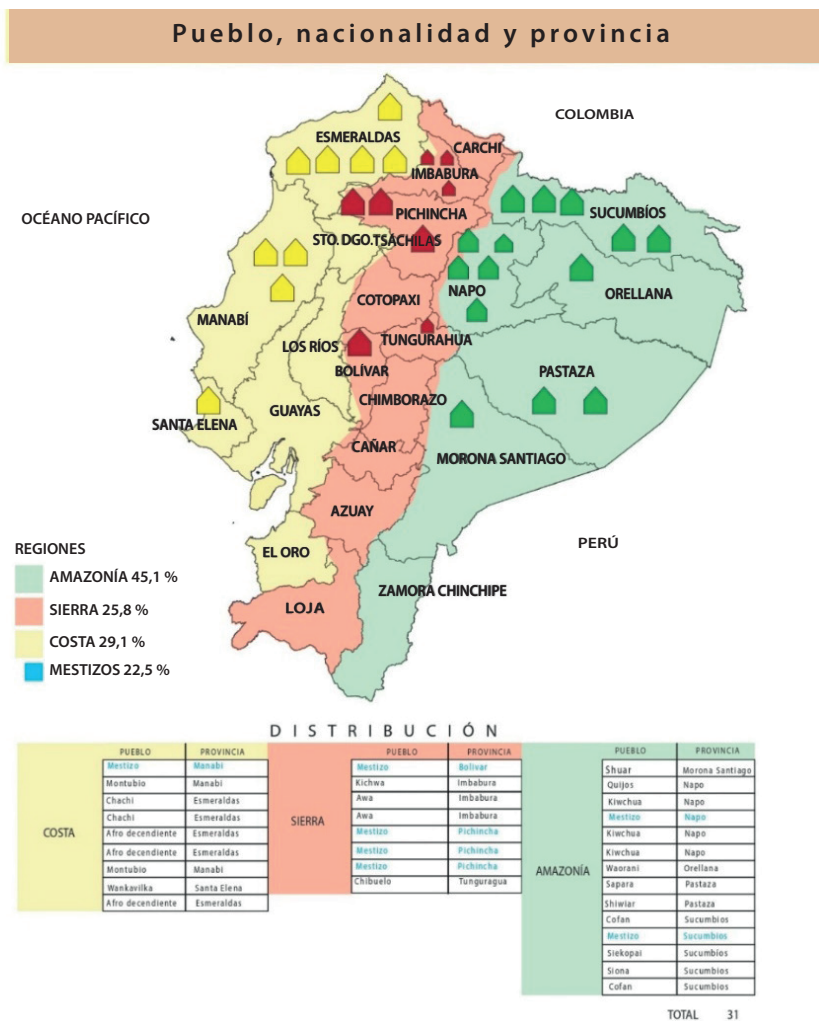 Pueblo, nacionalidad y provincia
COLOMBIA
ESMERALDAS
CARCHI
IMBABURA
OCÉANO PACÍFICO
PICHINCHA
SUCUMBÍOS
STO. DGO.TSÁCHILAS
NAPO
ORELLANA
COTOPAXI
MANABÍ
LOS RÍOS
TUNGURAHUA
BOLÍVAR
PASTAZA
CHIMBORAZO
GUAYAS
SANTA ELENA
CAÑAR
MORONA SANTIAGO
AZUAY
PERÚ
EL ORO
ZAMORA CHINCHIPE
LOJA
REGIONES
AMAZONÍA 45,1 %
SIERRA 25,8 %
COSTA 29,1 %
MESTIZOS 22,5 %
DISTRIBUCIÓN
COSTA
PUEBLO PROVINCIA
Mestizo Manabi
Montubio Manabi
Chachi Esmeraldas
Chachi Esmeraldas
Afro decendiente Esmeraldas
Afro decendiente Esmeraldas
Montubio Manabi
Wankavilka Santa Elena
Afro decendiente Esmeraldas
SIERRA
PUEBLO PROVINCIA
Mestizo Bolivar
Kichwa Imbabura
Awa Imbabura
Awa Imbabura
Mestizo Pichincha
Mestizo Pichincha
Mestizo Pichincha
Chibuelo Tunguragua
AMAZONÍA
PUEBLO PROVINCIA
Shuar Morona Santiago
Quijos Napo
Kiwchua Napo
Mestizo Napo
Kiwchua Napo
Kiwchua Napo
Waorani Orellana
Sapara Pastaza
Shiwiar Pastaza
Cofan Sucumbios
Mestizo Sucumbios
Siekopai Sucumbios
Siona Sucumbios
Cofan Sucumbios
TOTAL 31